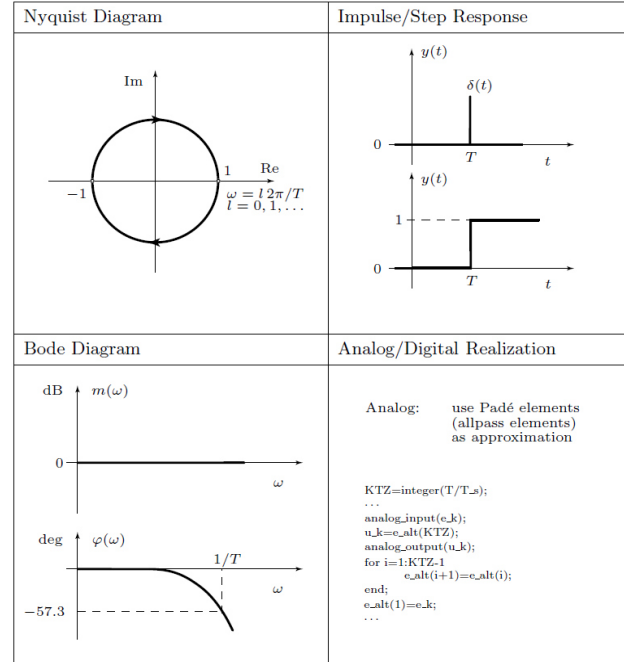 Nyquist Diagram
Im
1
Re
−1
ω = l 2π/T
l = 0, 1, . . .
Impulse/Step Response
y(t)
δ(t)
0
T
t
y(t)
1
0
T
t
Bode Diagram
dB
m(ω)
0
ω
deg
φ(ω)
1/T
ω
−57.3
Analog/Digital Realization
Analog: use Padé elements
(allpass elements)
as approximation
KTZ=integer(T/T_s);
. . .
analog_input(e_k);
u_k=e_alt(KTZ);
analog_output(u_k);
for i=1:KTZ-1
e_alt(i+1)=e_alt(i);
end;
e_alt(1)=e_k;
. . .